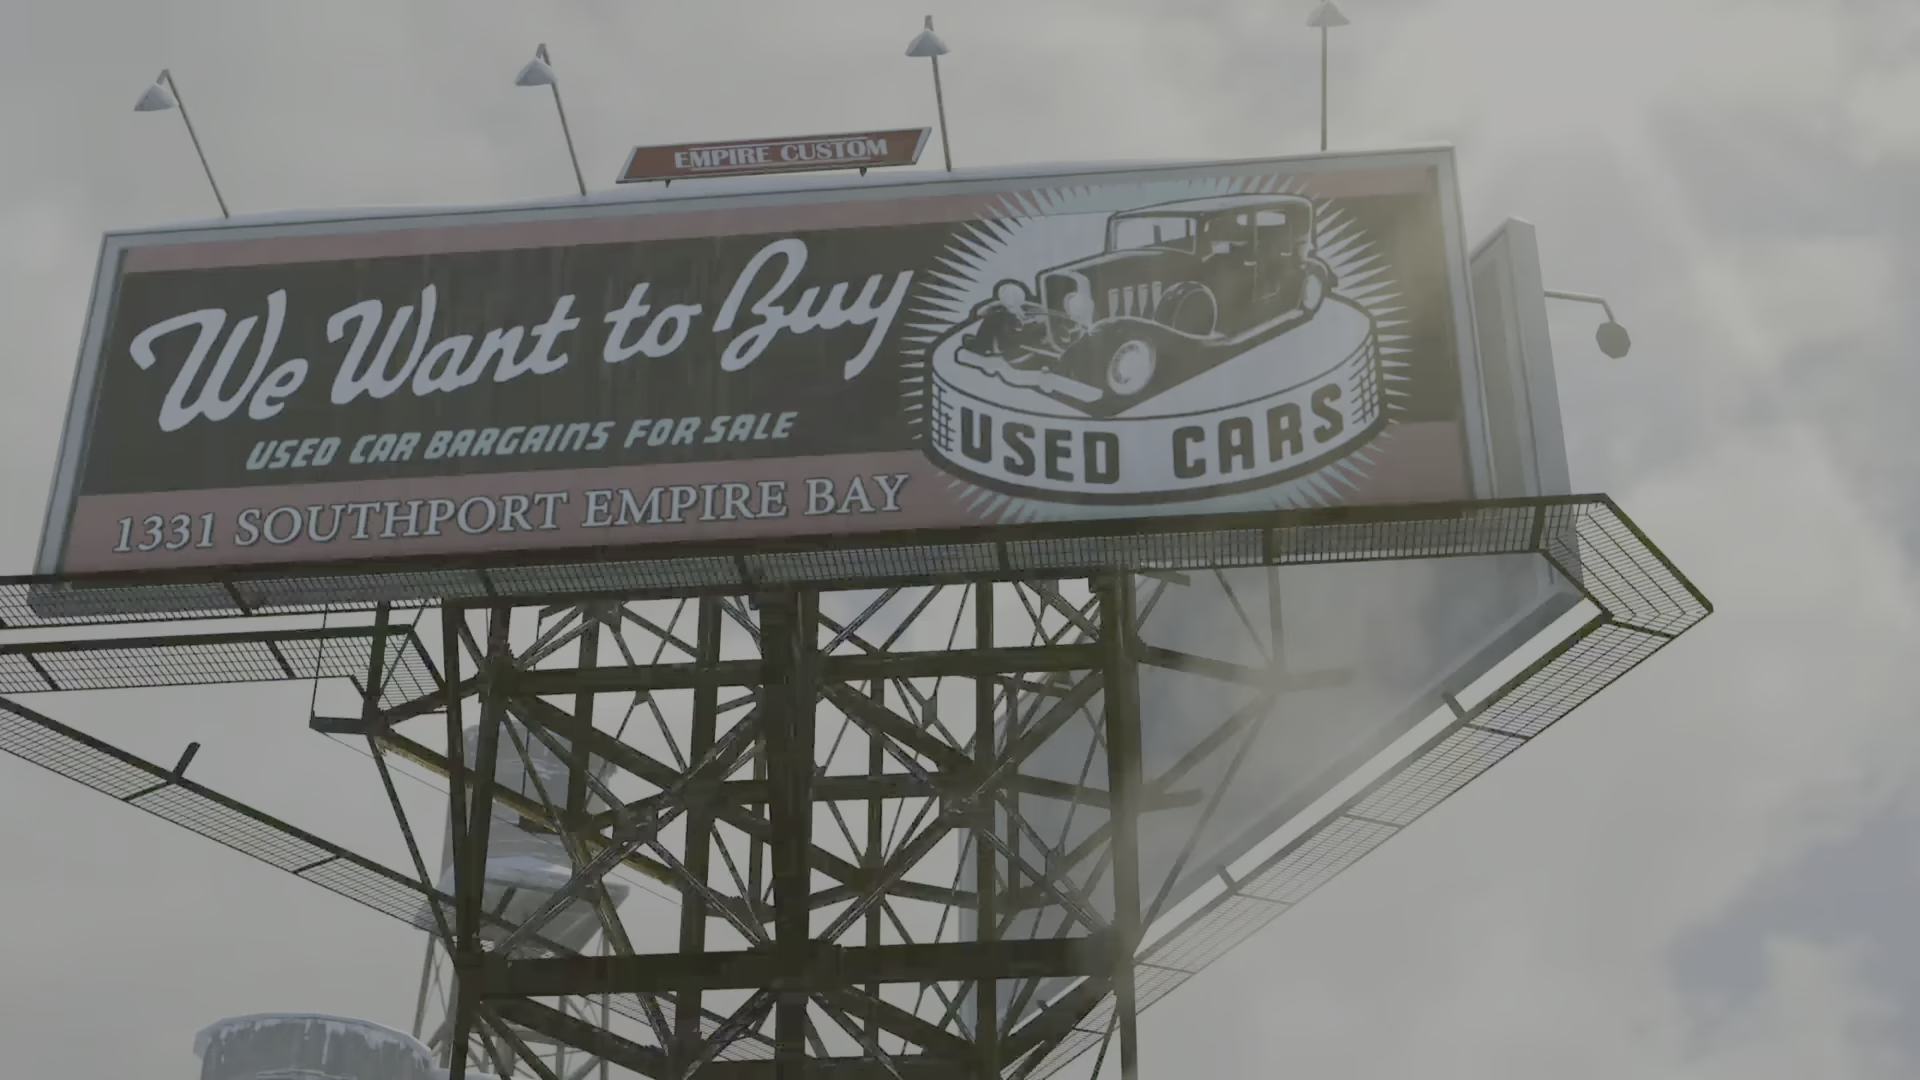 EMPIRE CUSTOM
We Want to Buy
USED CAR BARGAINS FOR SALE
1331 SOUTHPORT EMPIRE BAY
USED CARS